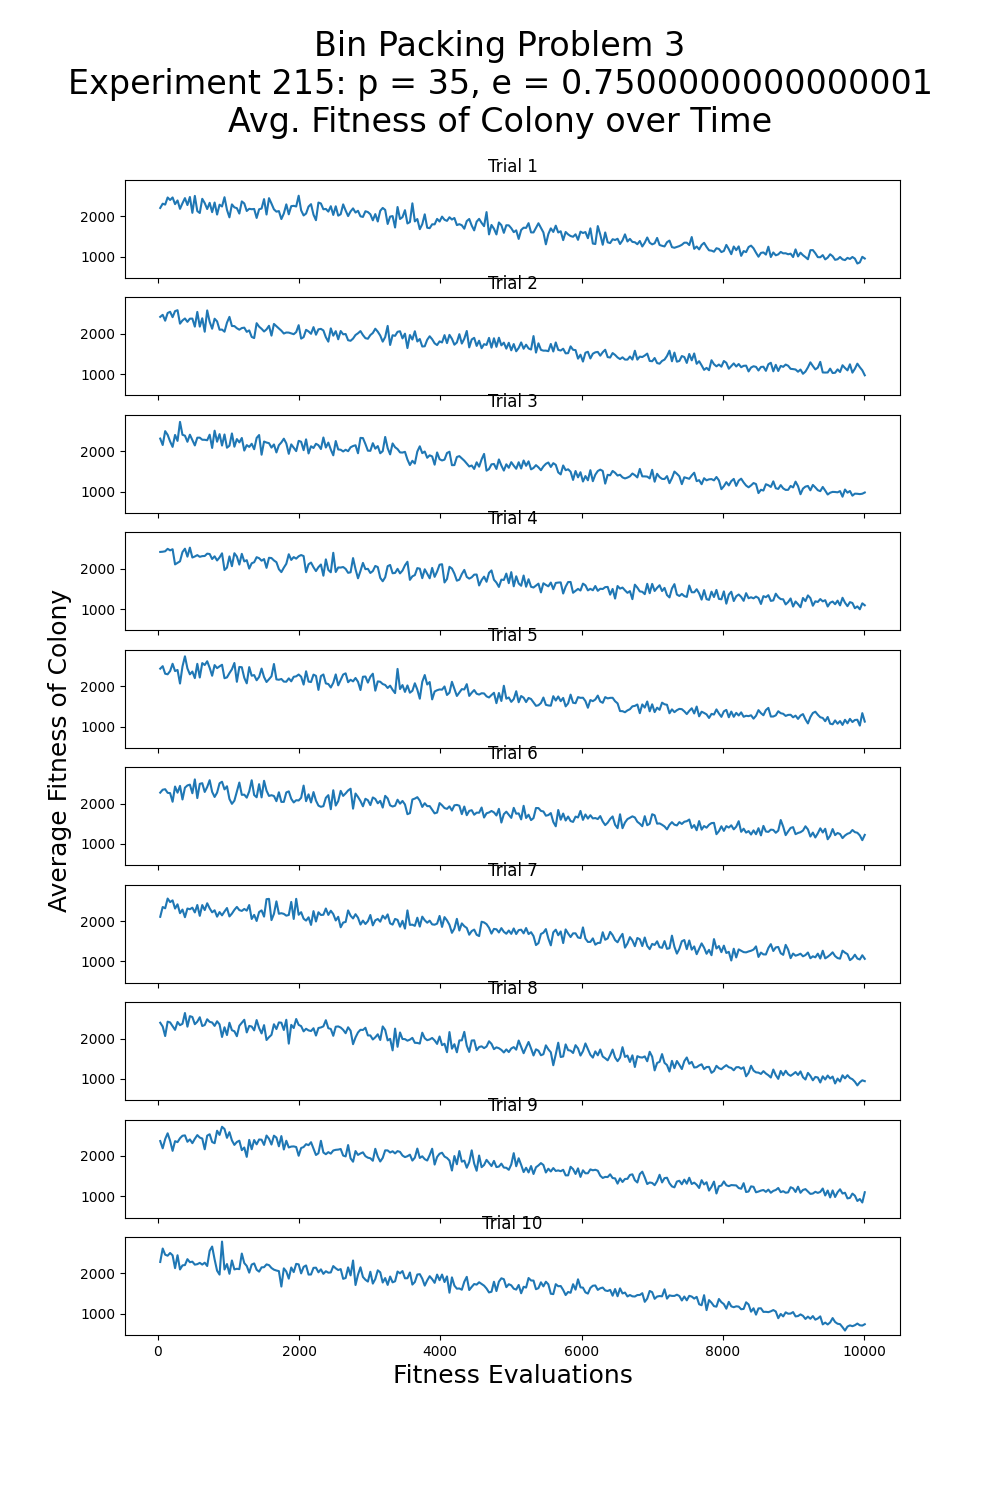 Bin Packing Problem 3
Experiment 215: p = 35, e = 0.7500000000000001
Avg. Fitness of Colony over Time
Trial 1
2000
1000
Trial 2
2000
1000
Trial 3
2000
1000
Trial 4
2000
1000
Trial 5
2000
1000
Trial 6
2000
1000
Trial 7
2000
1000
Trial 8
2000
1000
Trial 9
2000
1000
Trial 10
2000
1000
0 2000 4000 6000 8000 10000
Fitness Evaluations
Average Fitness of Colony